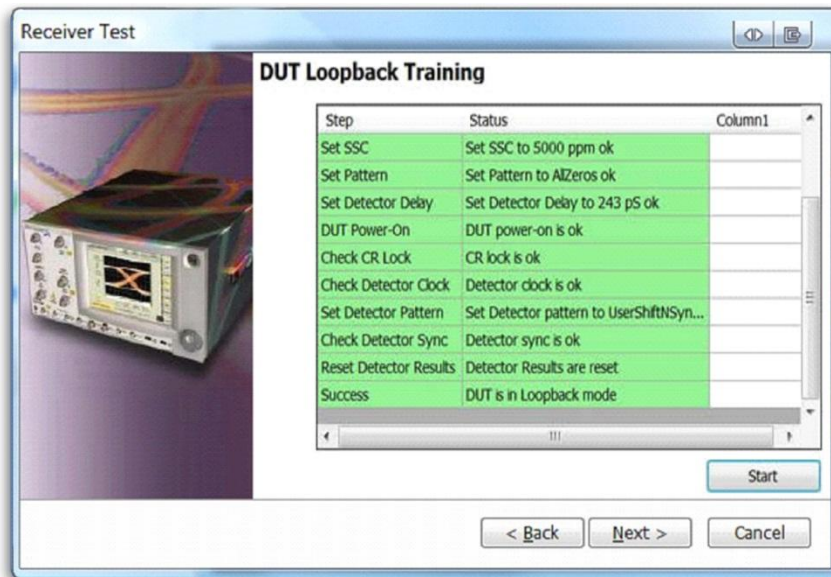 Receiver Test
DUT Loopback Training
Step Status Column1
Set SSC Set SSC to 5000 ppm ok
Set Pattern Set Pattern to AllZeros ok
Set Detector Delay Set Detector Delay to 243 pS ok
DUT Power-On DUT power-on is ok
Check CR Lock CR lock is ok
Check Detector Clock Detector clock is ok
Set Detector Pattern Set Detector pattern to UserShiftNSyn...
Check Detector Sync Detector sync is ok
Reset Detector Results Detector Results are reset
Success DUT is in Loopback mode
Start
< Back Next > Cancel